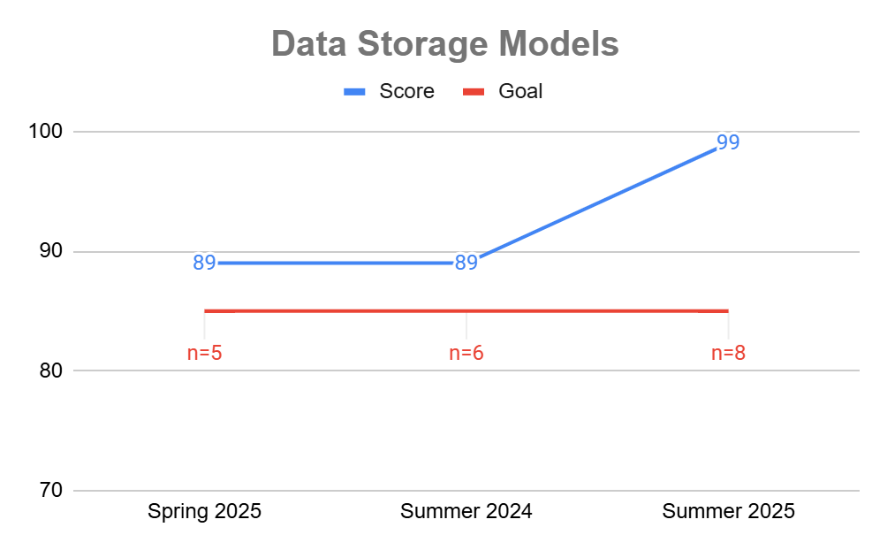 Data Storage Models
Score Goal
100
99
90
89 89
n=5 n=6 n=8
80
70
Spring 2025 Summer 2024 Summer 2025